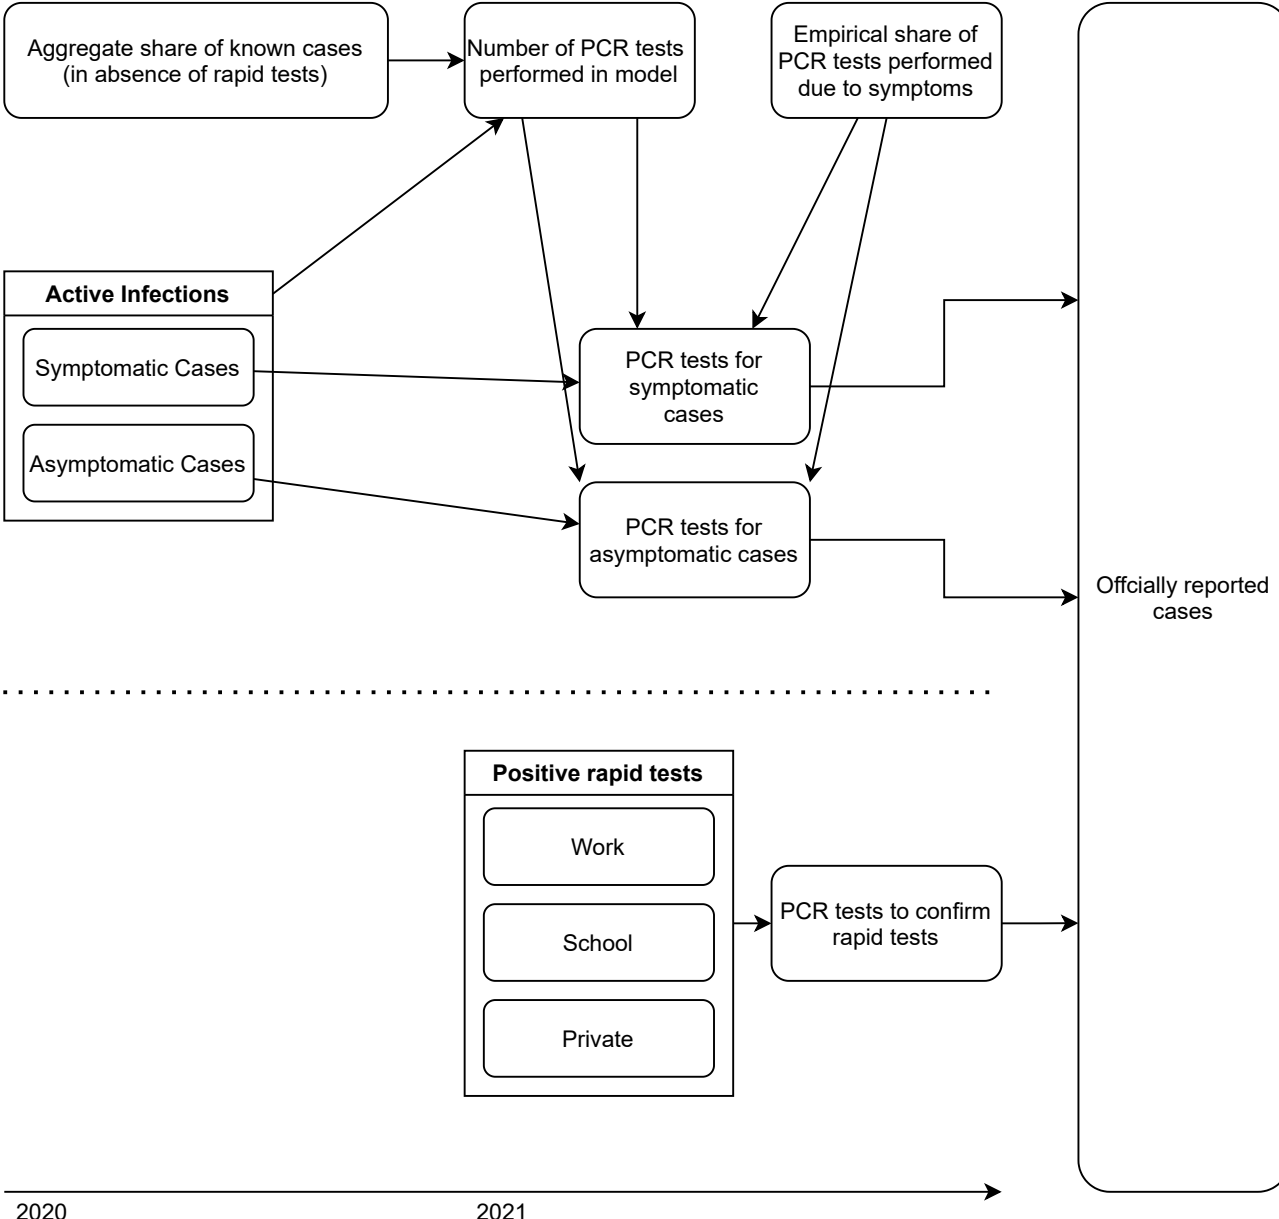 Aggregate share of known cases
(in absence of rapid tests)
Number of PCR tests
performed in model
Empirical share of
PCR tests performed
due to symptoms
Active Infections
Symptomatic Cases
Asymptomatic Cases
PCR tests for
symptomatic
cases
PCR tests for
asymptomatic cases
Offcially reported
cases
Positive rapid tests
Work
School
Private
PCR tests to confirm
rapid tests
2020
2021